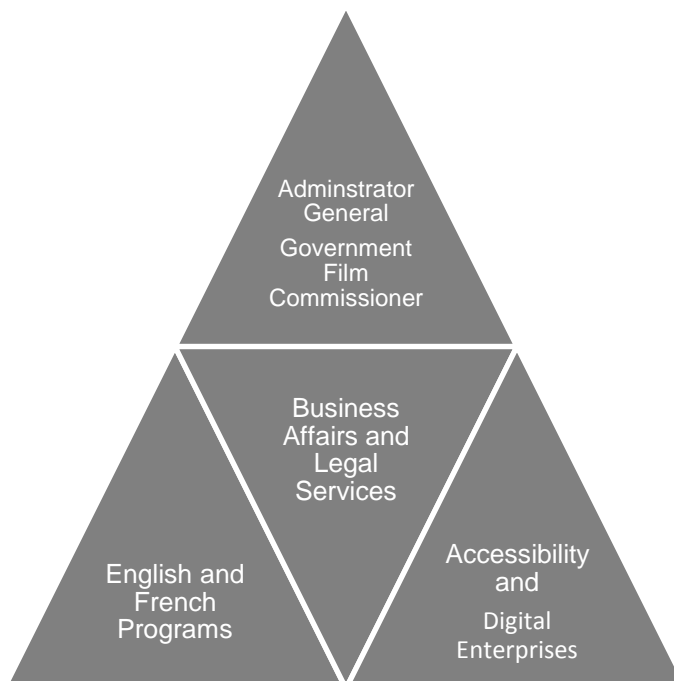 Adminstrator
General
Government
Film
Commissioner
Business
Affairs and
Legal
Services
English and
French
Programs
Accessibility
and
Digital
Enterprises